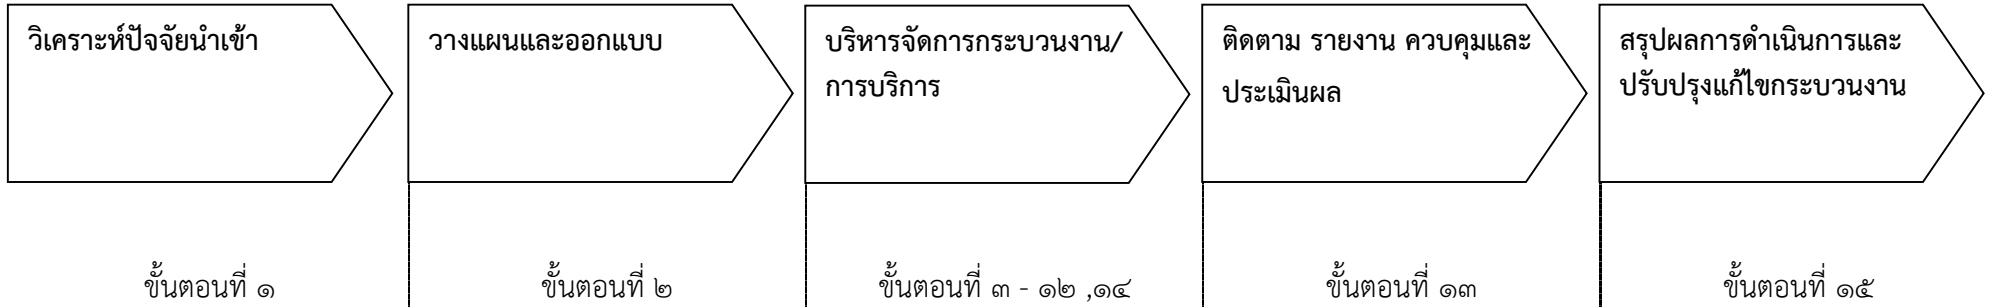 วิเคราะห์ปัจจัยนำเข้า
วางแผนและออกแบบ
บริหารจัดการกระบวนงาน/
การบริการ
ติดตาม รายงาน ควบคุมและ
ประเมินผล
สรุปผลการดำเนินการและ
ปรับปรุงแก้ไขกระบวนงาน
ขั้นตอนที่ ๑
ขั้นตอนที่ ๒
ขั้นตอนที่ ๓ - ๑๒ ,๑๔
ขั้นตอนที่ ๑๓
ขั้นตอนที่ ๑๕